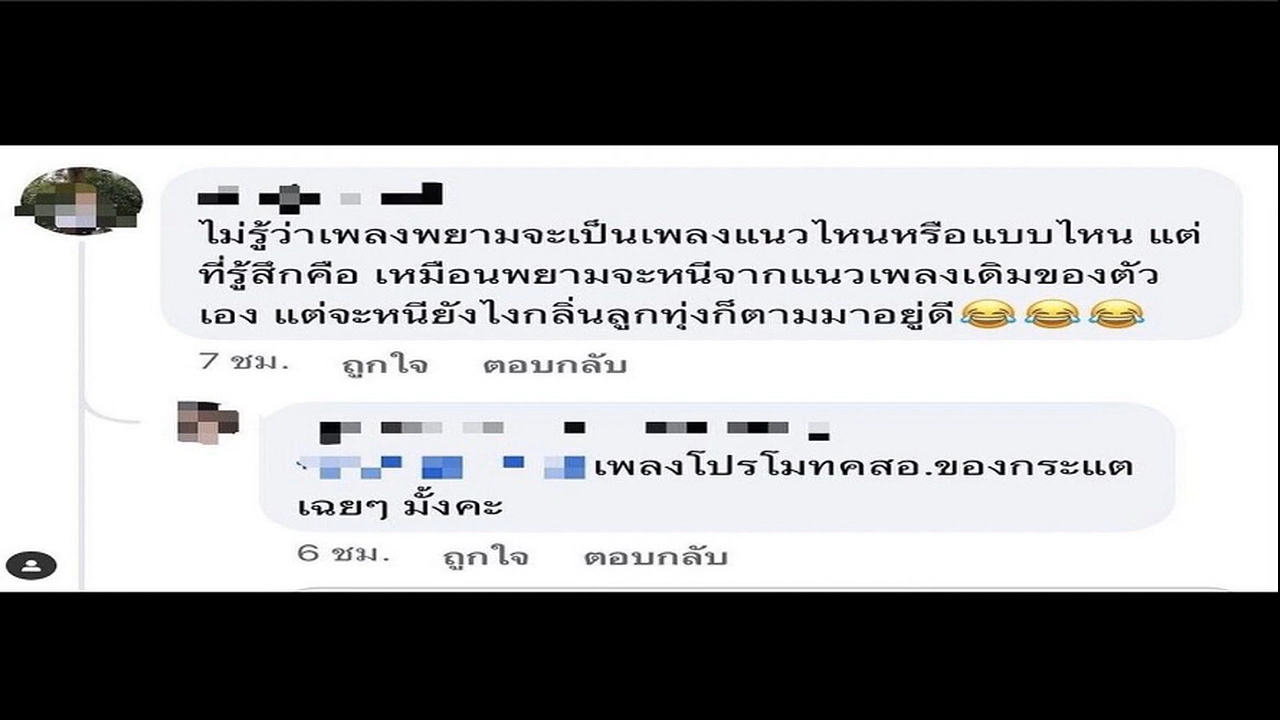 ไม่รู้ว่าเพลงพยามจะเป็นเพลงแนวไหนหรือแบบไหน แต่
ที่รู้สึกคือ เหมือนพยามจะหนีจากแนวเพลงเดิมของตัว
เอง แต่จะหนียังไงกลิ่นลูกทุ่งก็ตามมาอยู่ดี😂😂😂
7 ชม. ถูกใจ ตอบกลับ
เพลงโปรโมทคสอ.ของกระแต
เฉยๆ มั้งคะ
6 ชม. ถูกใจ ตอบกลับ